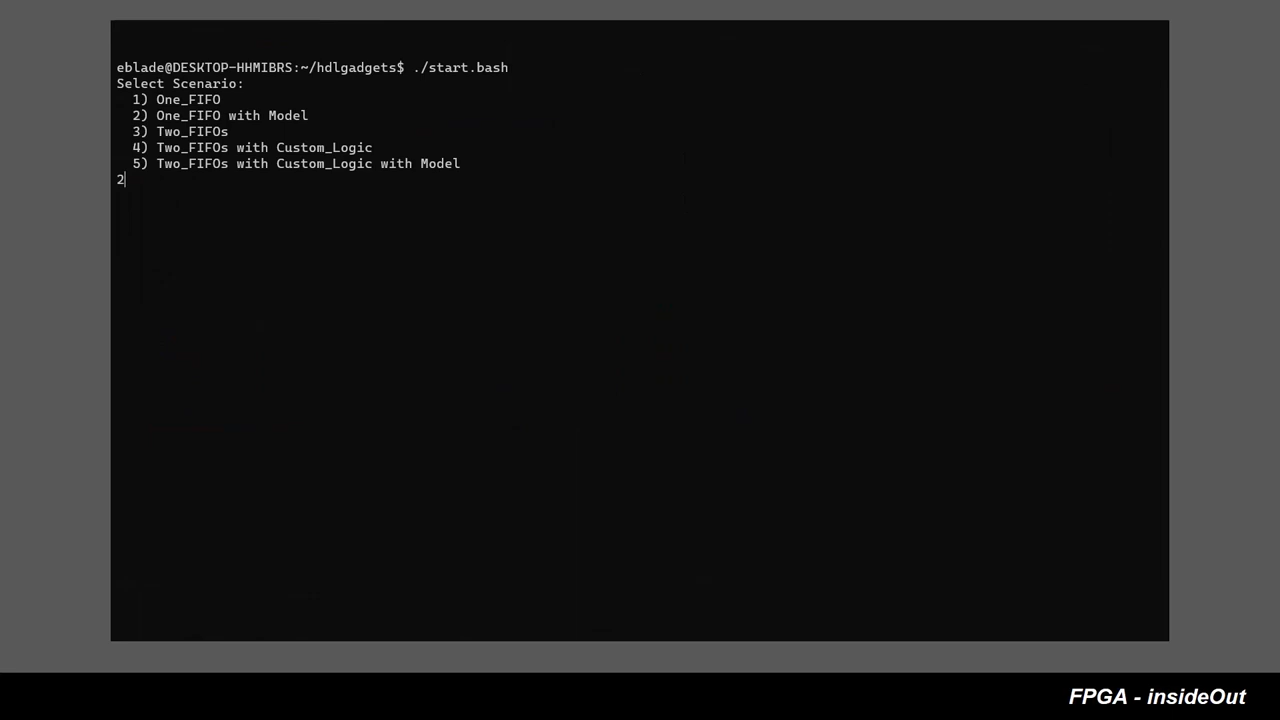 eblade@DESKTOP-HHMIBRS:~/hdlgadgets$ ./start.bash
Select Scenario:
1) One_FIFO
2) One_FIFO with Model
3) Two_FIFOs
4) Two_FIFOs with Custom_Logic
5) Two_FIFOs with Custom_Logic with Model
2
FPGA - insideOut